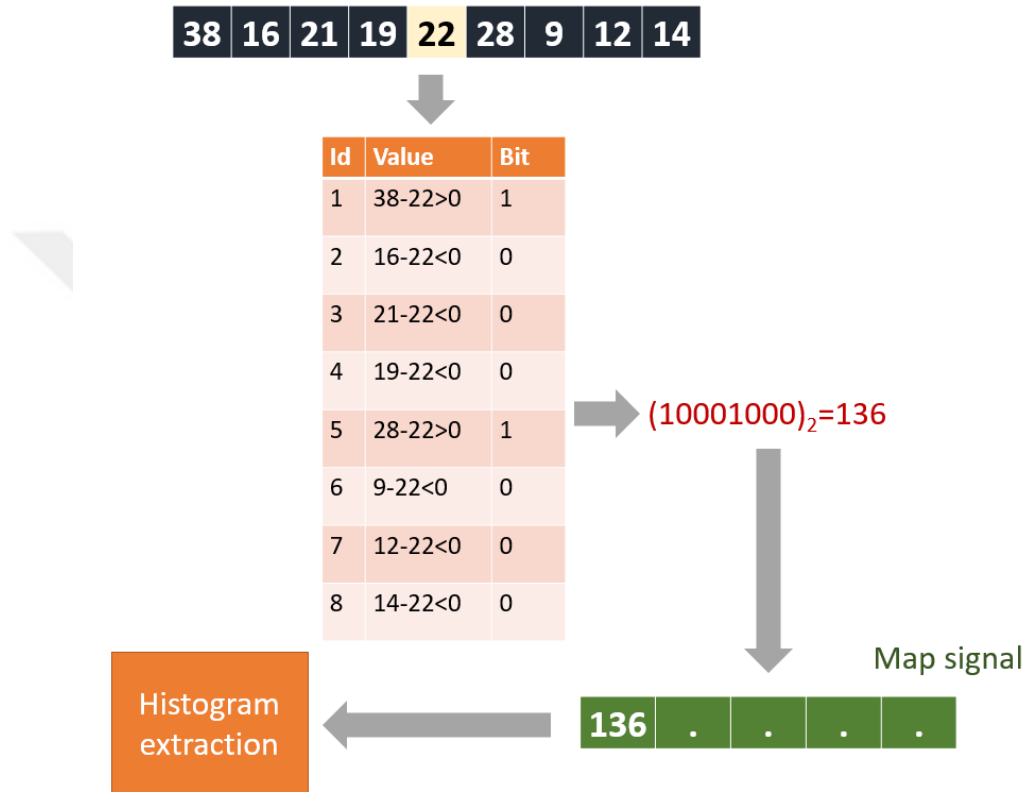 38 16 21 19 22 28 9 12 14
Id Value Bit
1 38-22>0 1
2 16-22<0 0
3 21-22<0 0
4 19-22<0 0
5 28-22>0 1
6 9-22<0 0
7 12-22<0 0
8 14-22<0 0
(10001000)₂=136
Map signal
136 . . . .
Histogram
extraction